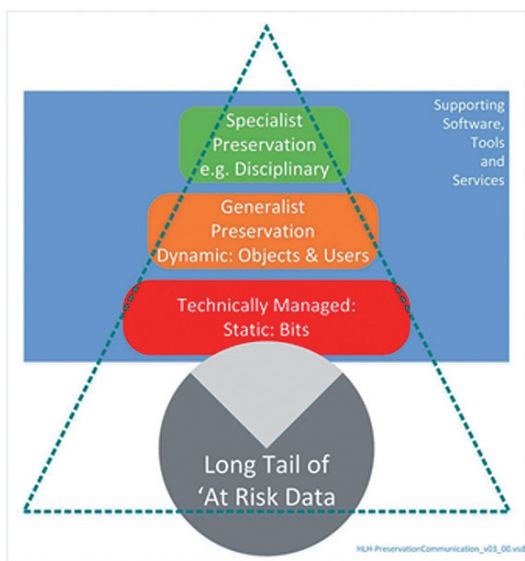 Supporting
Software,
Tools
and
Services
Specialist
Preservation
e.g. Disciplinary
Generalist
Preservation
Dynamic: Objects & Users
Technically Managed:
Static: Bits
Long Tail of
‘At Risk Data
HLH-PreservationCommunication_v03_00.vsd